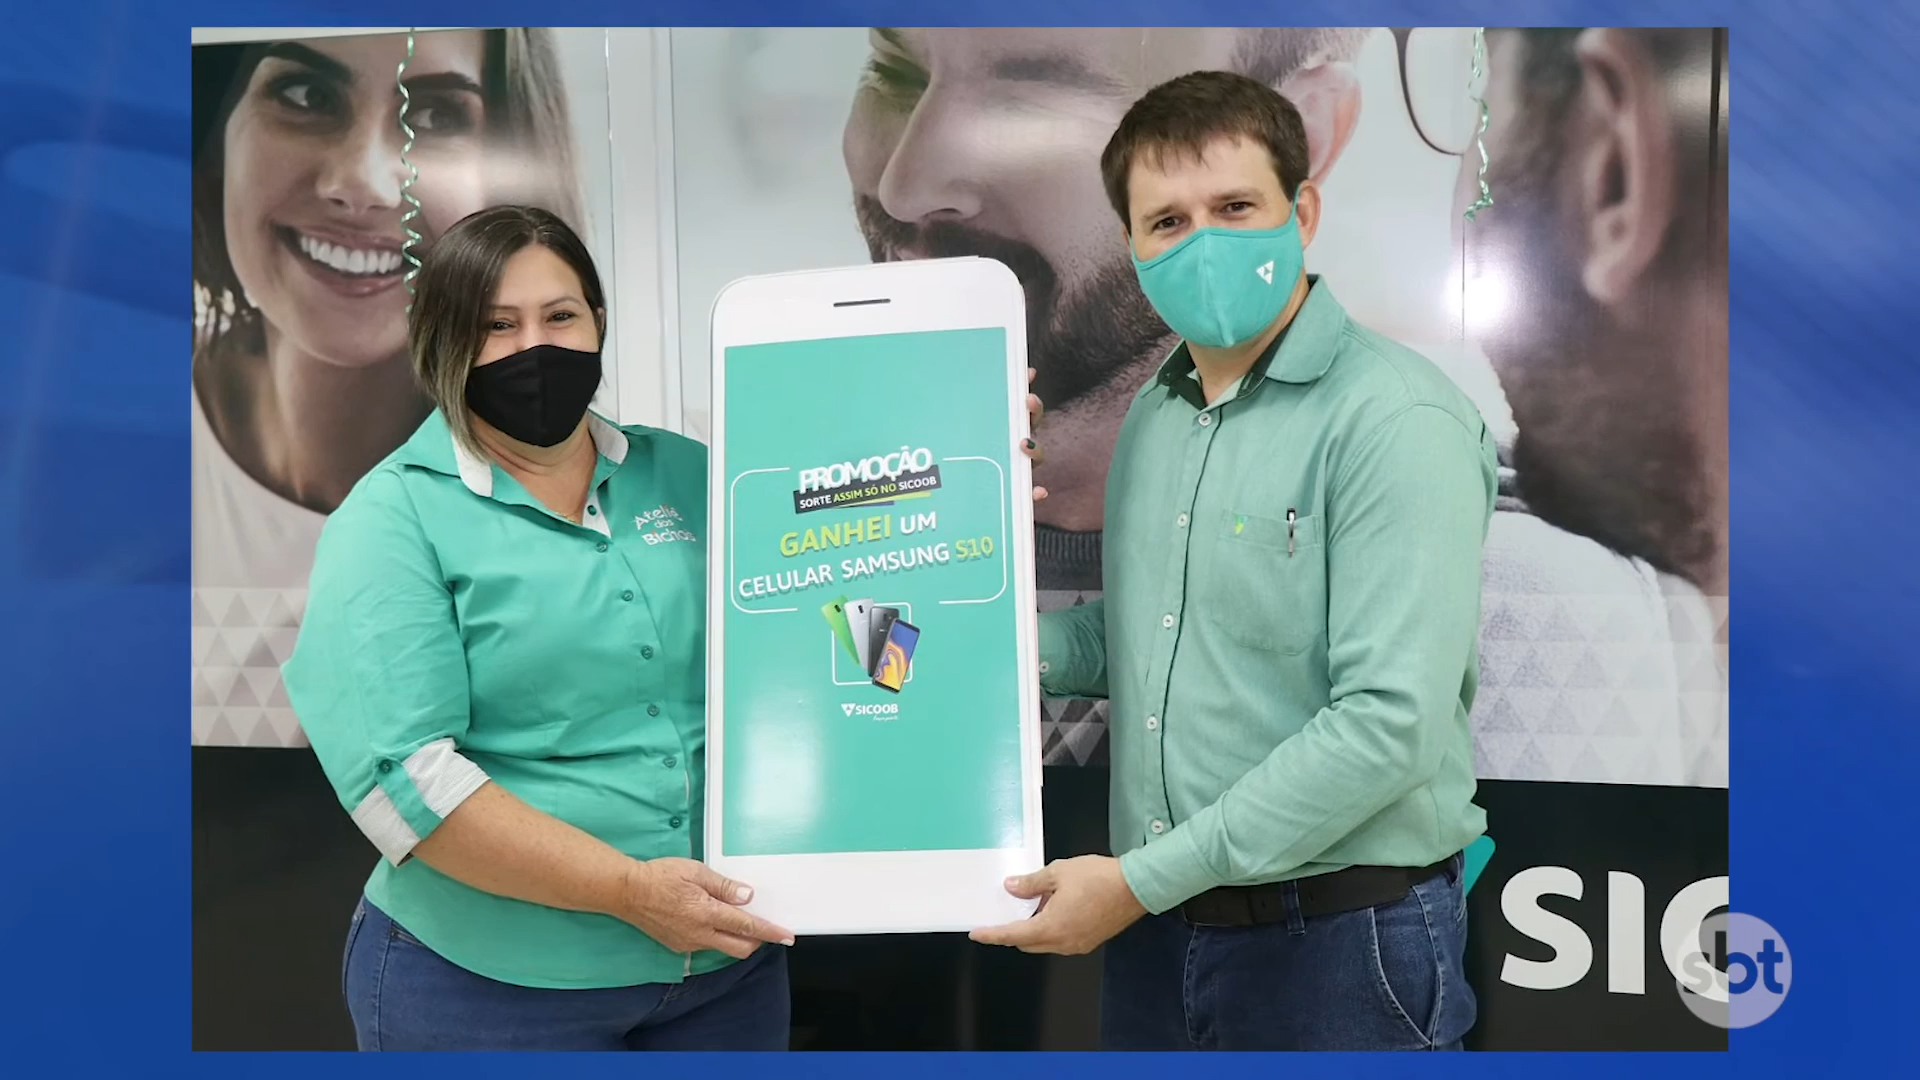 Ateliê
dos
Bichos
PROMOÇÃO
SORTE ASSIM SÓ NO SICOOB
GANHEI UM
CELULAR SAMSUNG S10
SICOOB
SIC
sbt